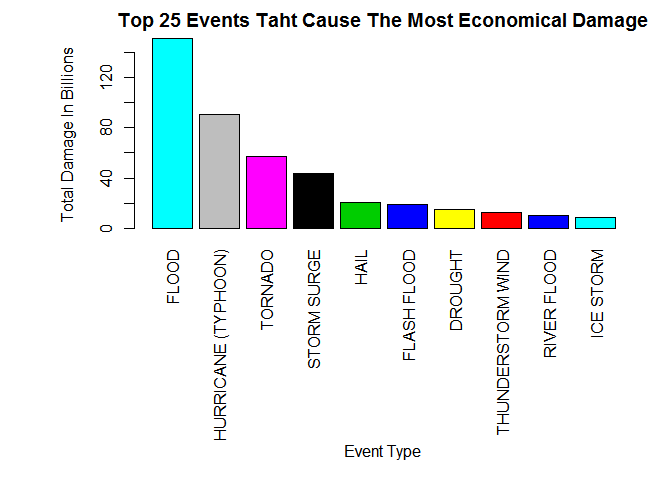 Top 25 Events Taht Cause The Most Economical Damage
Total Damage In Billions
120
80
40
0
FLOOD
HURRICANE (TYPHOON)
TORNADO
STORM SURGE
HAIL
FLASH FLOOD
DROUGHT
THUNDERSTORM WIND
RIVER FLOOD
ICE STORM
Event Type